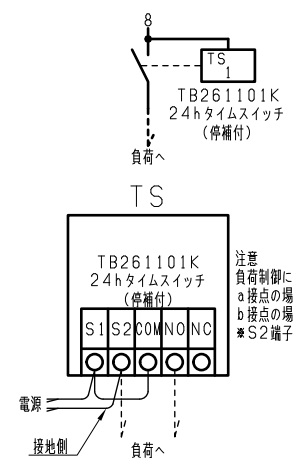 8
TS
1
TB261101K
24hタイムスイッチ
(停補付)
負荷へ
TS
TB261101K
24hタイムスイッチ
(停補付)
S1 S2 COM NO NC
注意
負荷制御に
a接点の場
b接点の場
※S2端子
電源
接地側
負荷へ